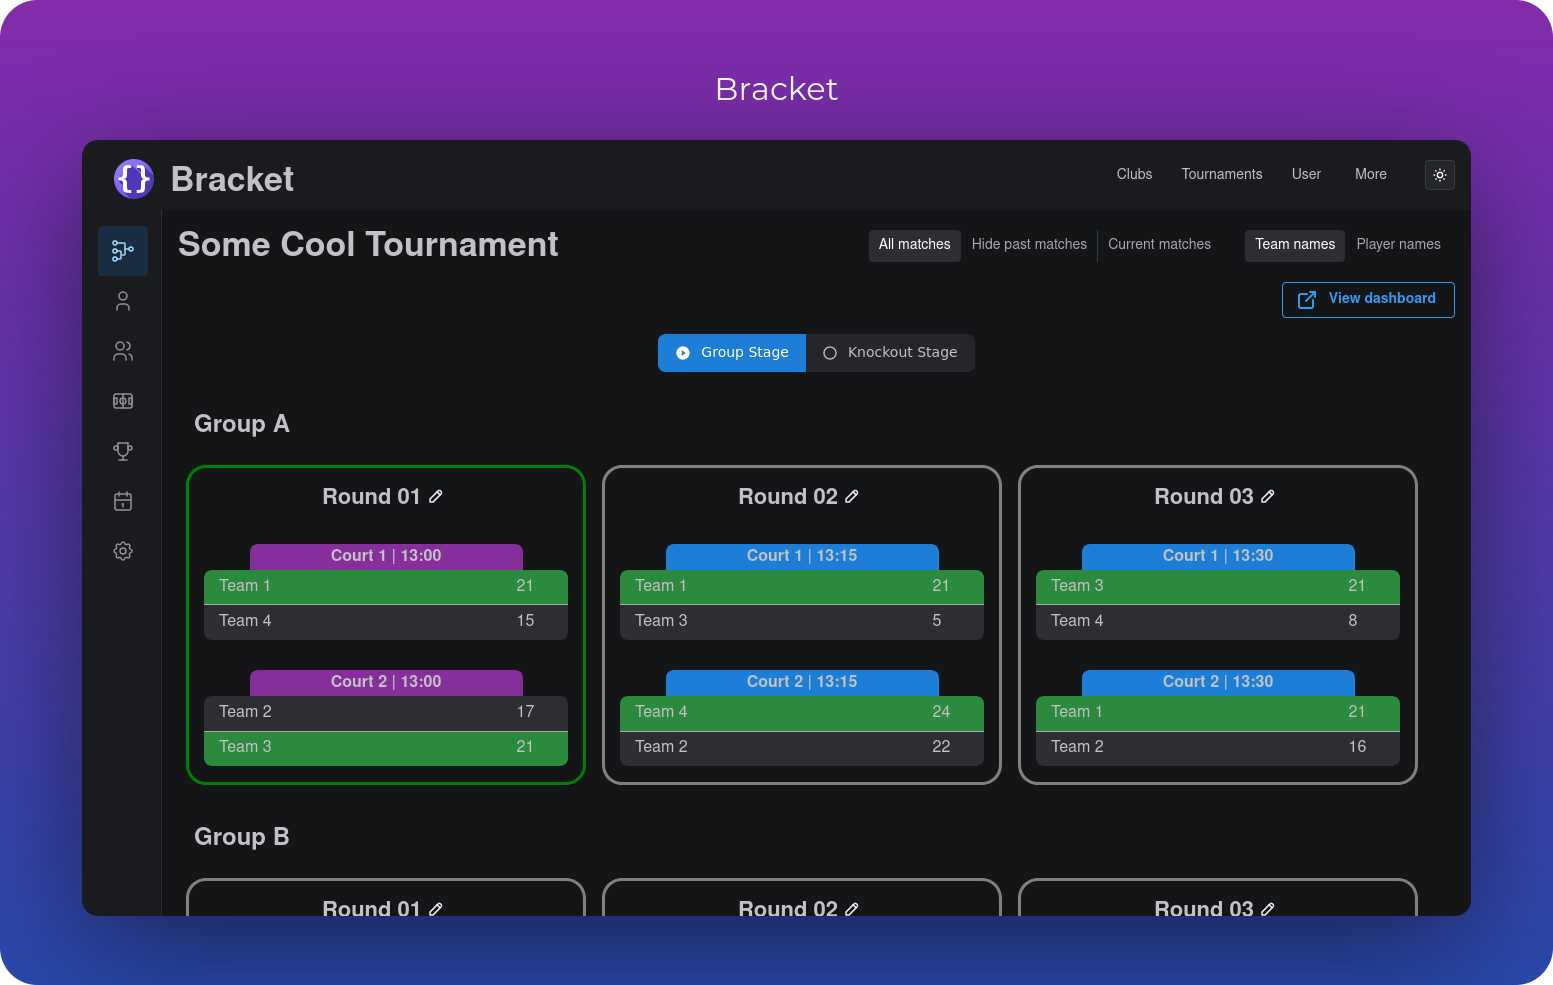 Bracket
{} Bracket
Clubs Tournaments User More
Some Cool Tournament
All matches Hide past matches Current matches Team names Player names
View dashboard
Group Stage Knockout Stage
Group A
Round 01
Court 1 | 13:00
Team 1 21
Team 4 15
Court 2 | 13:00
Team 2 17
Team 3 21
Round 02
Court 1 | 13:15
Team 1 21
Team 3 5
Court 2 | 13:15
Team 4 24
Team 2 22
Round 03
Court 1 | 13:30
Team 3 21
Team 4 8
Court 2 | 13:30
Team 1 21
Team 2 16
Group B
Round 01
Round 02
Round 03